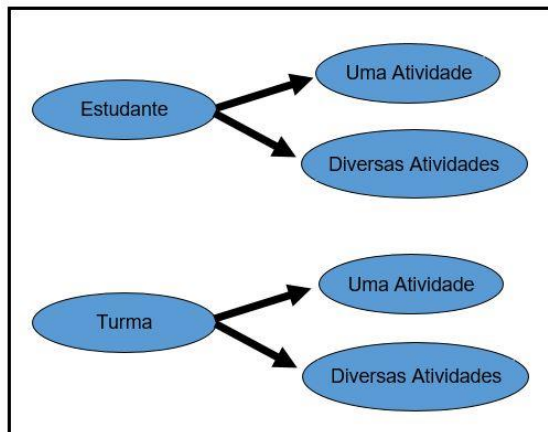 Estudante
Uma Atividade
Diversas Atividades
Turma
Uma Atividade
Diversas Atividades